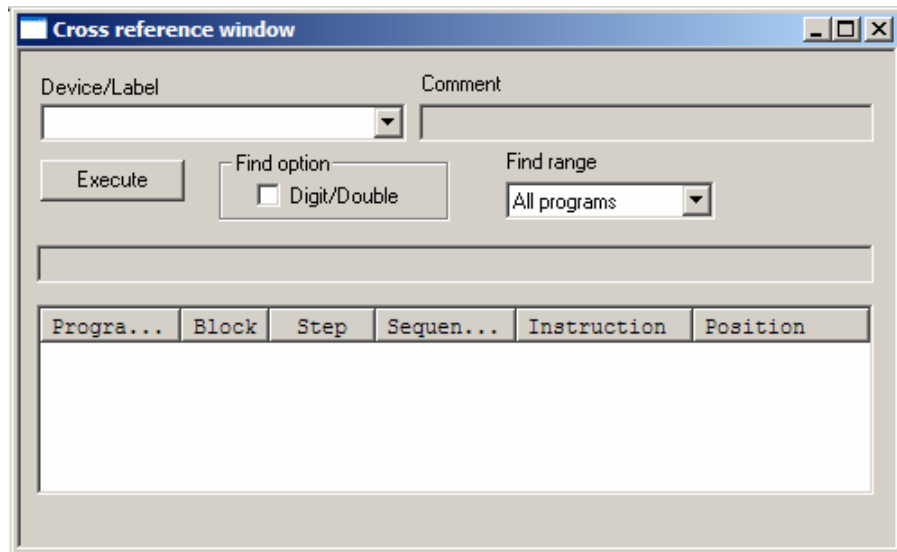 Cross reference window
Device/Label Comment
Execute Find option Find range
Digit/Double All programs
Progra... Block Step Sequen... Instruction Position